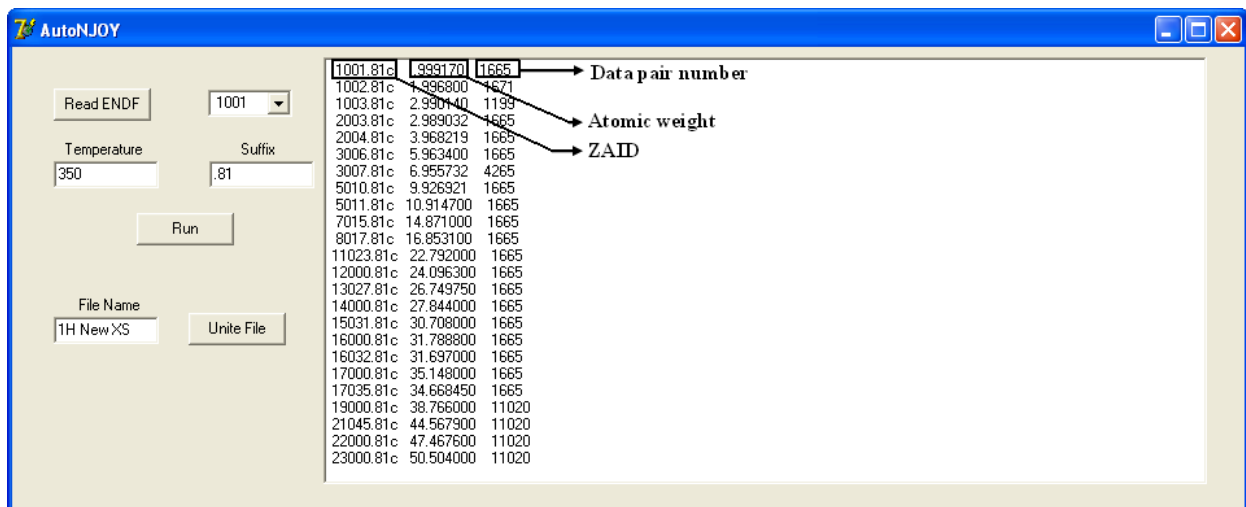 AutoNJOY
Read ENDF
1001
Temperature
Suffix
350
.81
Run
File Name
1H New XS
Unite File
1001.81c .999170 1665
1002.81c 1.996800 1671
1003.81c 2.990140 1199
2003.81c 2.989032 1665
2004.81c 3.968219 1665
3006.81c 5.963400 1665
3007.81c 6.955732 4265
5010.81c 9.926921 1665
5011.81c 10.914700 1665
7015.81c 14.871000 1665
8017.81c 16.853100 1665
11023.81c 22.792000 1665
12000.81c 24.096300 1665
13027.81c 26.749750 1665
14000.81c 27.844000 1665
15031.81c 30.708000 1665
16000.81c 31.788800 1665
16032.81c 31.697000 1665
17000.81c 35.148000 1665
17035.81c 34.668450 1665
19000.81c 38.766000 11020
21045.81c 44.567900 11020
22000.81c 47.467600 11020
23000.81c 50.504000 11020
Data pair number
Atomic weight
ZAID